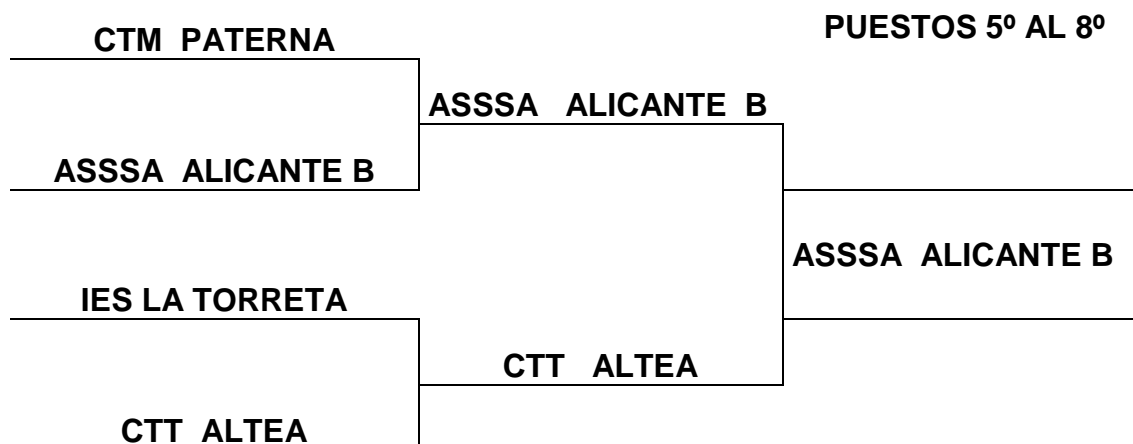 PUESTOS 5º AL 8º
CTM PATERNA
ASSSA ALICANTE B
ASSSA ALICANTE B
ASSSA ALICANTE B
IES LA TORRETA
CTT ALTEA
CTT ALTEA